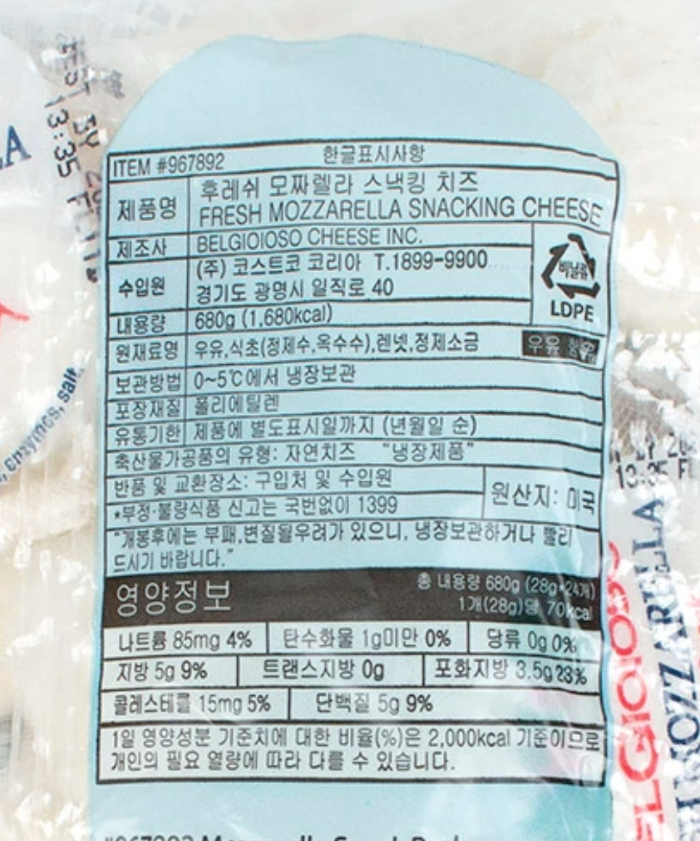 ITEM #967892 한글표시사항
제품명 후레쉬 모짜렐라 스낵킹 치즈
FRESH MOZZARELLA SNACKING CHEESE
제조사 BELGIOIOSO CHEESE INC.
수입원 (주) 코스트코 코리아 T.1899-9900
경기도 광명시 일직로 40
비닐류
LDPE
내용량 680g (1,680kcal)
원재료명 우유,식초(정제수,옥수수),렌넷,정제소금 우유 함유
보관방법 0~5℃에서 냉장보관
포장재질 폴리에틸렌
유통기한 제품에 별도표시일까지 (년월일 순)
축산물가공품의 유형: 자연치즈 "냉장제품"
반품 및 교환장소: 구입처 및 수입원
*부정·불량식품 신고는 국번없이 1399
원산지: 미국
"개봉후에는 부패,변질될우려가 있으니, 냉장보관하거나 빨리
드시기 바랍니다."
영양정보 총 내용량 680g (28g*24개)
1개(28g)당 70kcal
나트륨 85mg 4% 탄수화물 1g미만 0% 당류 0g 0%
지방 5g 9% 트랜스지방 0g 포화지방 3.5g 23%
콜레스테롤 15mg 5% 단백질 5g 9%
1일 영양성분 기준치에 대한 비율(%)은 2,000kcal 기준이므로
개인의 필요 열량에 따라 다를 수 있습니다.
13:35
enzymes, salt.
13:35